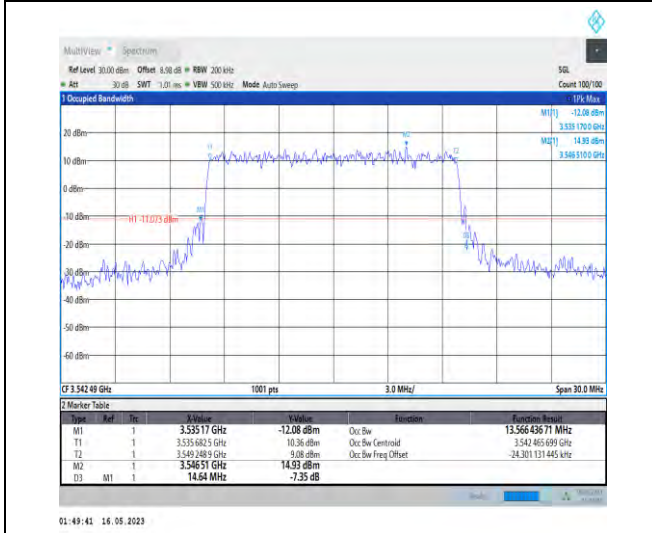 MultiView Spectrum
Ref Level 30.00 dBm Offset 8.98 dB RBW 200 kHz SGL
Att 30 dB SWT 1.01 ms VBW 500 kHz Mode Auto Sweep Count 100/100
1 Occupied Bandwidth 1Pk Max
M1[1] -12.08 dBm
3.535 170 0 GHz
M2[1] 14.93 dBm
3.546 510 0 GHz
20 dBm
T1 M2 T2
10 dBm
0 dBm
M1
-10 dBm
H1 -11.073 dBm
D3
-30 dBm
-40 dBm
-50 dBm
-60 dBm
CF 3.542 49 GHz 1001 pts 3.0 MHz/ Span 30.0 MHz
2 Marker Table
Type Ref Trc X-Value Y-Value Function Function Result
M1 1 3.535 17 GHz -12.08 dBm Occ Bw 13.566 436 71 MHz
T1 1 3.535 682 5 GHz 10.36 dBm Occ Bw Centroid 3.542 465 699 GHz
T2 1 3.549 248 9 GHz 9.08 dBm Occ Bw Freq Offset -24.301 131 445 kHz
M2 1 3.546 51 GHz 14.93 dBm
D3 M1 1 14.64 MHz -7.35 dB
01:49:41 16.05.2023